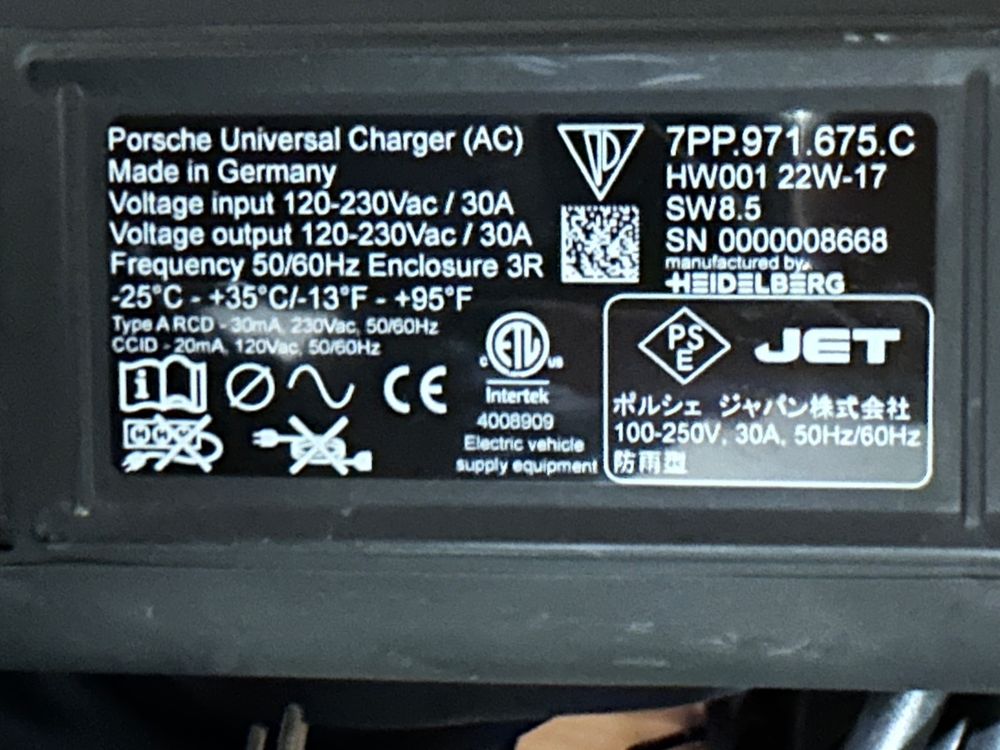 Porsche Universal Charger (AC)
Made in Germany
Voltage input 120-230Vac / 30A
Voltage output 120-230Vac / 30A
Frequency 50/60Hz Enclosure 3R
-25°C - +35°C/-13°F - +95°F
Type A RCD - 30mA, 230Vac, 50/60Hz
CCID - 20mA, 120Vac, 50/60Hz
i
CE
7PP.971.675.C
HW001 22W-17
SW8.5
SN 0000008668
manufactured by
HEIDELBERG
C ETL US
Intertek
4008909
Electric vehicle
supply equipment
PS
E
JET
ポルシェ ジャパン株式会社
100-250V, 30A, 50Hz/60Hz
防雨型